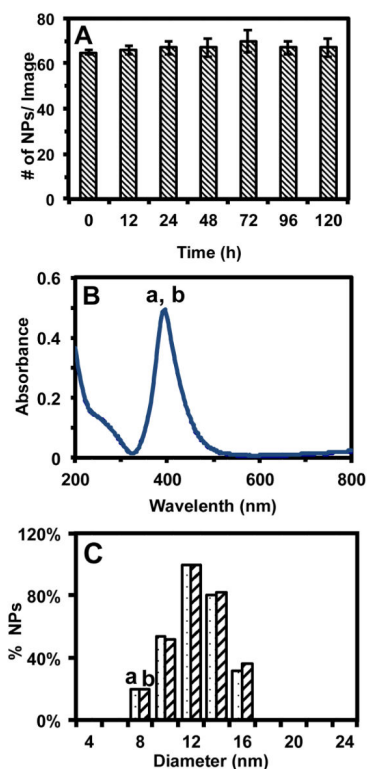 80
A
60
40
20
0
# of NPs/ Image
0 12 24 48 72 96 120
Time (h)
0.6
B
a, b
0.4
0.2
0
Absorbance
200 400 600 800
Wavelenth (nm)
120%
C
80%
40%
0%
% NPs
a b
4 8 12 16 20 24
Diameter (nm)